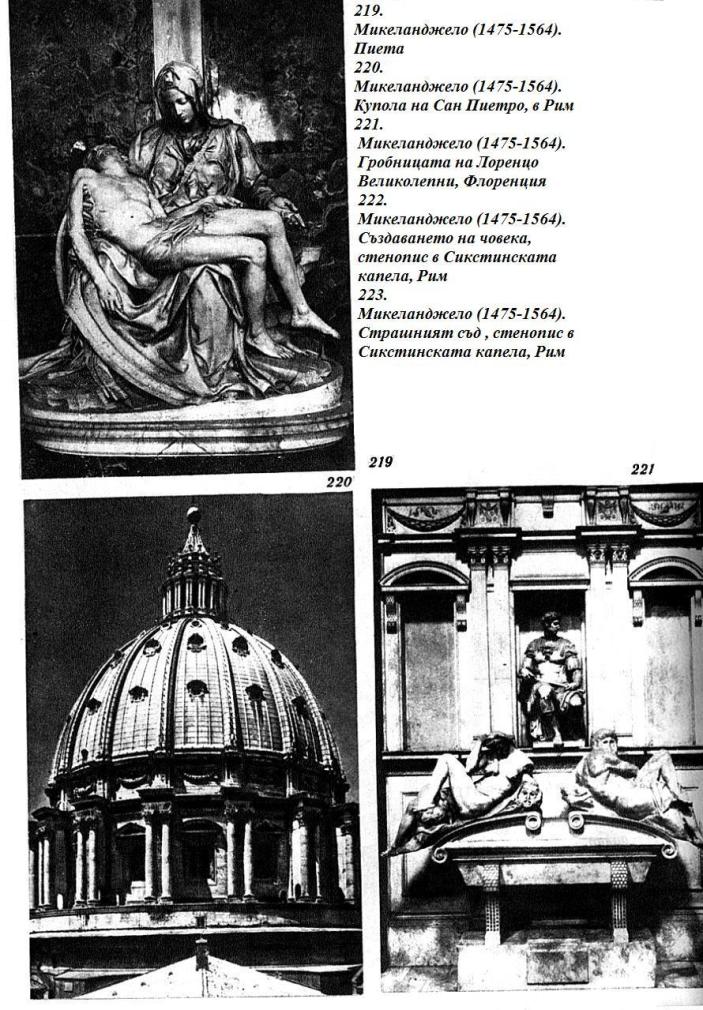 219.
Микеланджело (1475-1564).
Пиета
220.
Микеланджело (1475-1564).
Купола на Сан Пиетро, в Рим
221.
Микеланджело (1475-1564).
Гробницата на Лоренцо
Великолепни, Флоренция
222.
Микеланджело (1475-1564).
Създаването на човека,
стенопис в Сикстинската
капела, Рим
223.
Микеланджело (1475-1564).
Страшният съд , стенопис в
Сикстинската капела, Рим
219
220
221